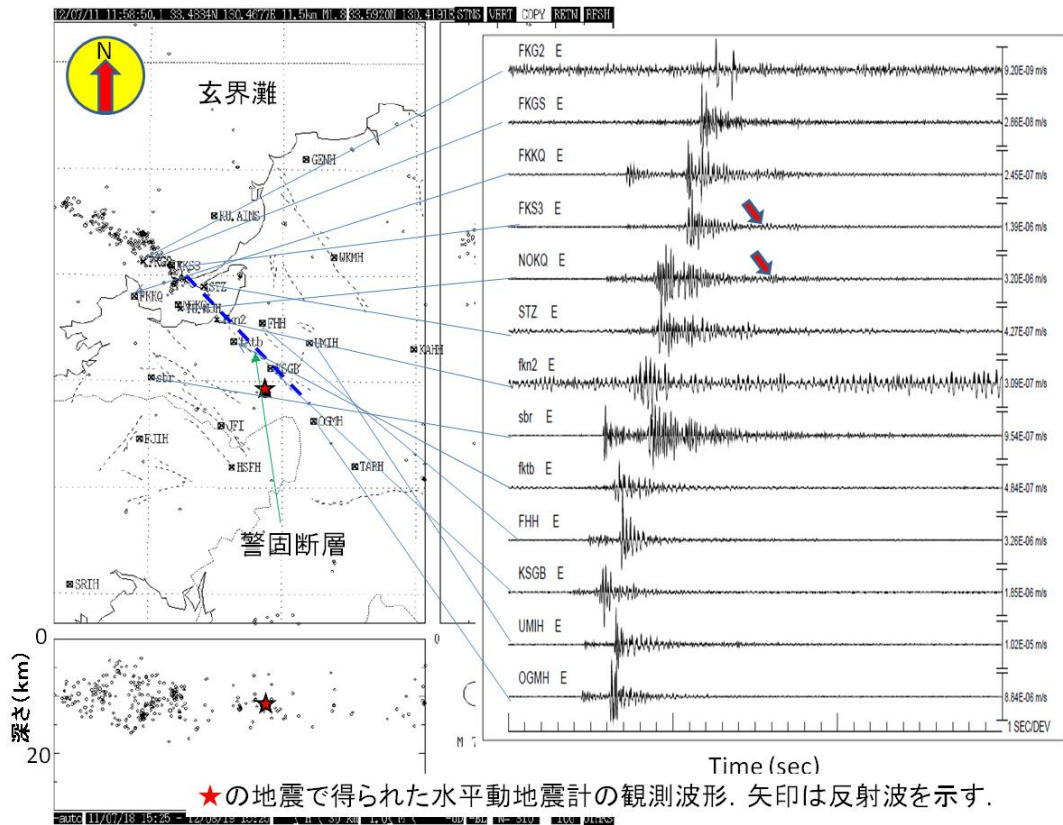 12/07/11 11:58:50.1 33.4834N 130.4677E 11.5km M1.8 33.5920N 130.4191E STNS VERT COPY RETN RFSH
N
玄界灘
GENH
KU.AIMS
WKMH
FKS3
STZ
FKKQ
fkn2
FHH
fktb
UMIH
KAHH
KSGB
sbr
OGMH
JFI
FJIH
HSFH
TARH
警固断層
SRIH
0
深さ(km)
20
0
FKG2 E
9.20E-09 m/s
FKGS E
2.86E-08 m/s
FKKQ E
2.45E-07 m/s
FKS3 E
1.39E-06 m/s
NOKQ E
3.20E-06 m/s
STZ E
4.27E-07 m/s
fkn2 E
3.09E-07 m/s
sbr E
9.54E-07 m/s
fktb E
4.84E-07 m/s
FHH E
3.26E-06 m/s
KSGB E
1.85E-06 m/s
UMIH E
1.02E-05 m/s
OGMH E
8.84E-06 m/s
1 SEC/DEV
Time (sec)
★の地震で得られた水平動地震計の観測波形. 矢印は反射波を示す.